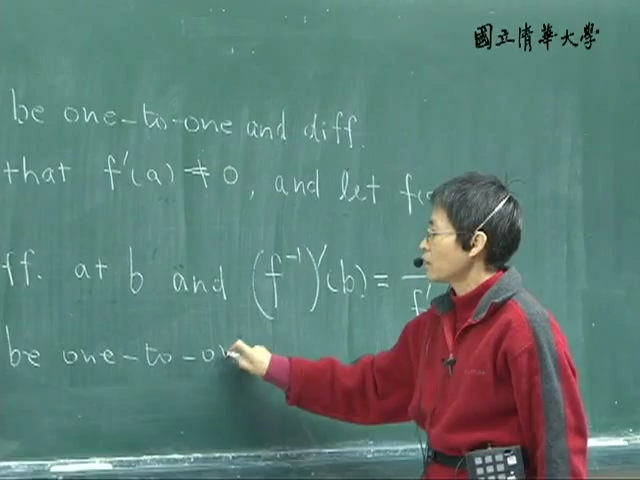 國立清華大學
be one-to-one and diff.
that f'(a) ≠ 0, and let f(
ff. at b and (f⁻¹)'(b) =
f'
be one-to-on